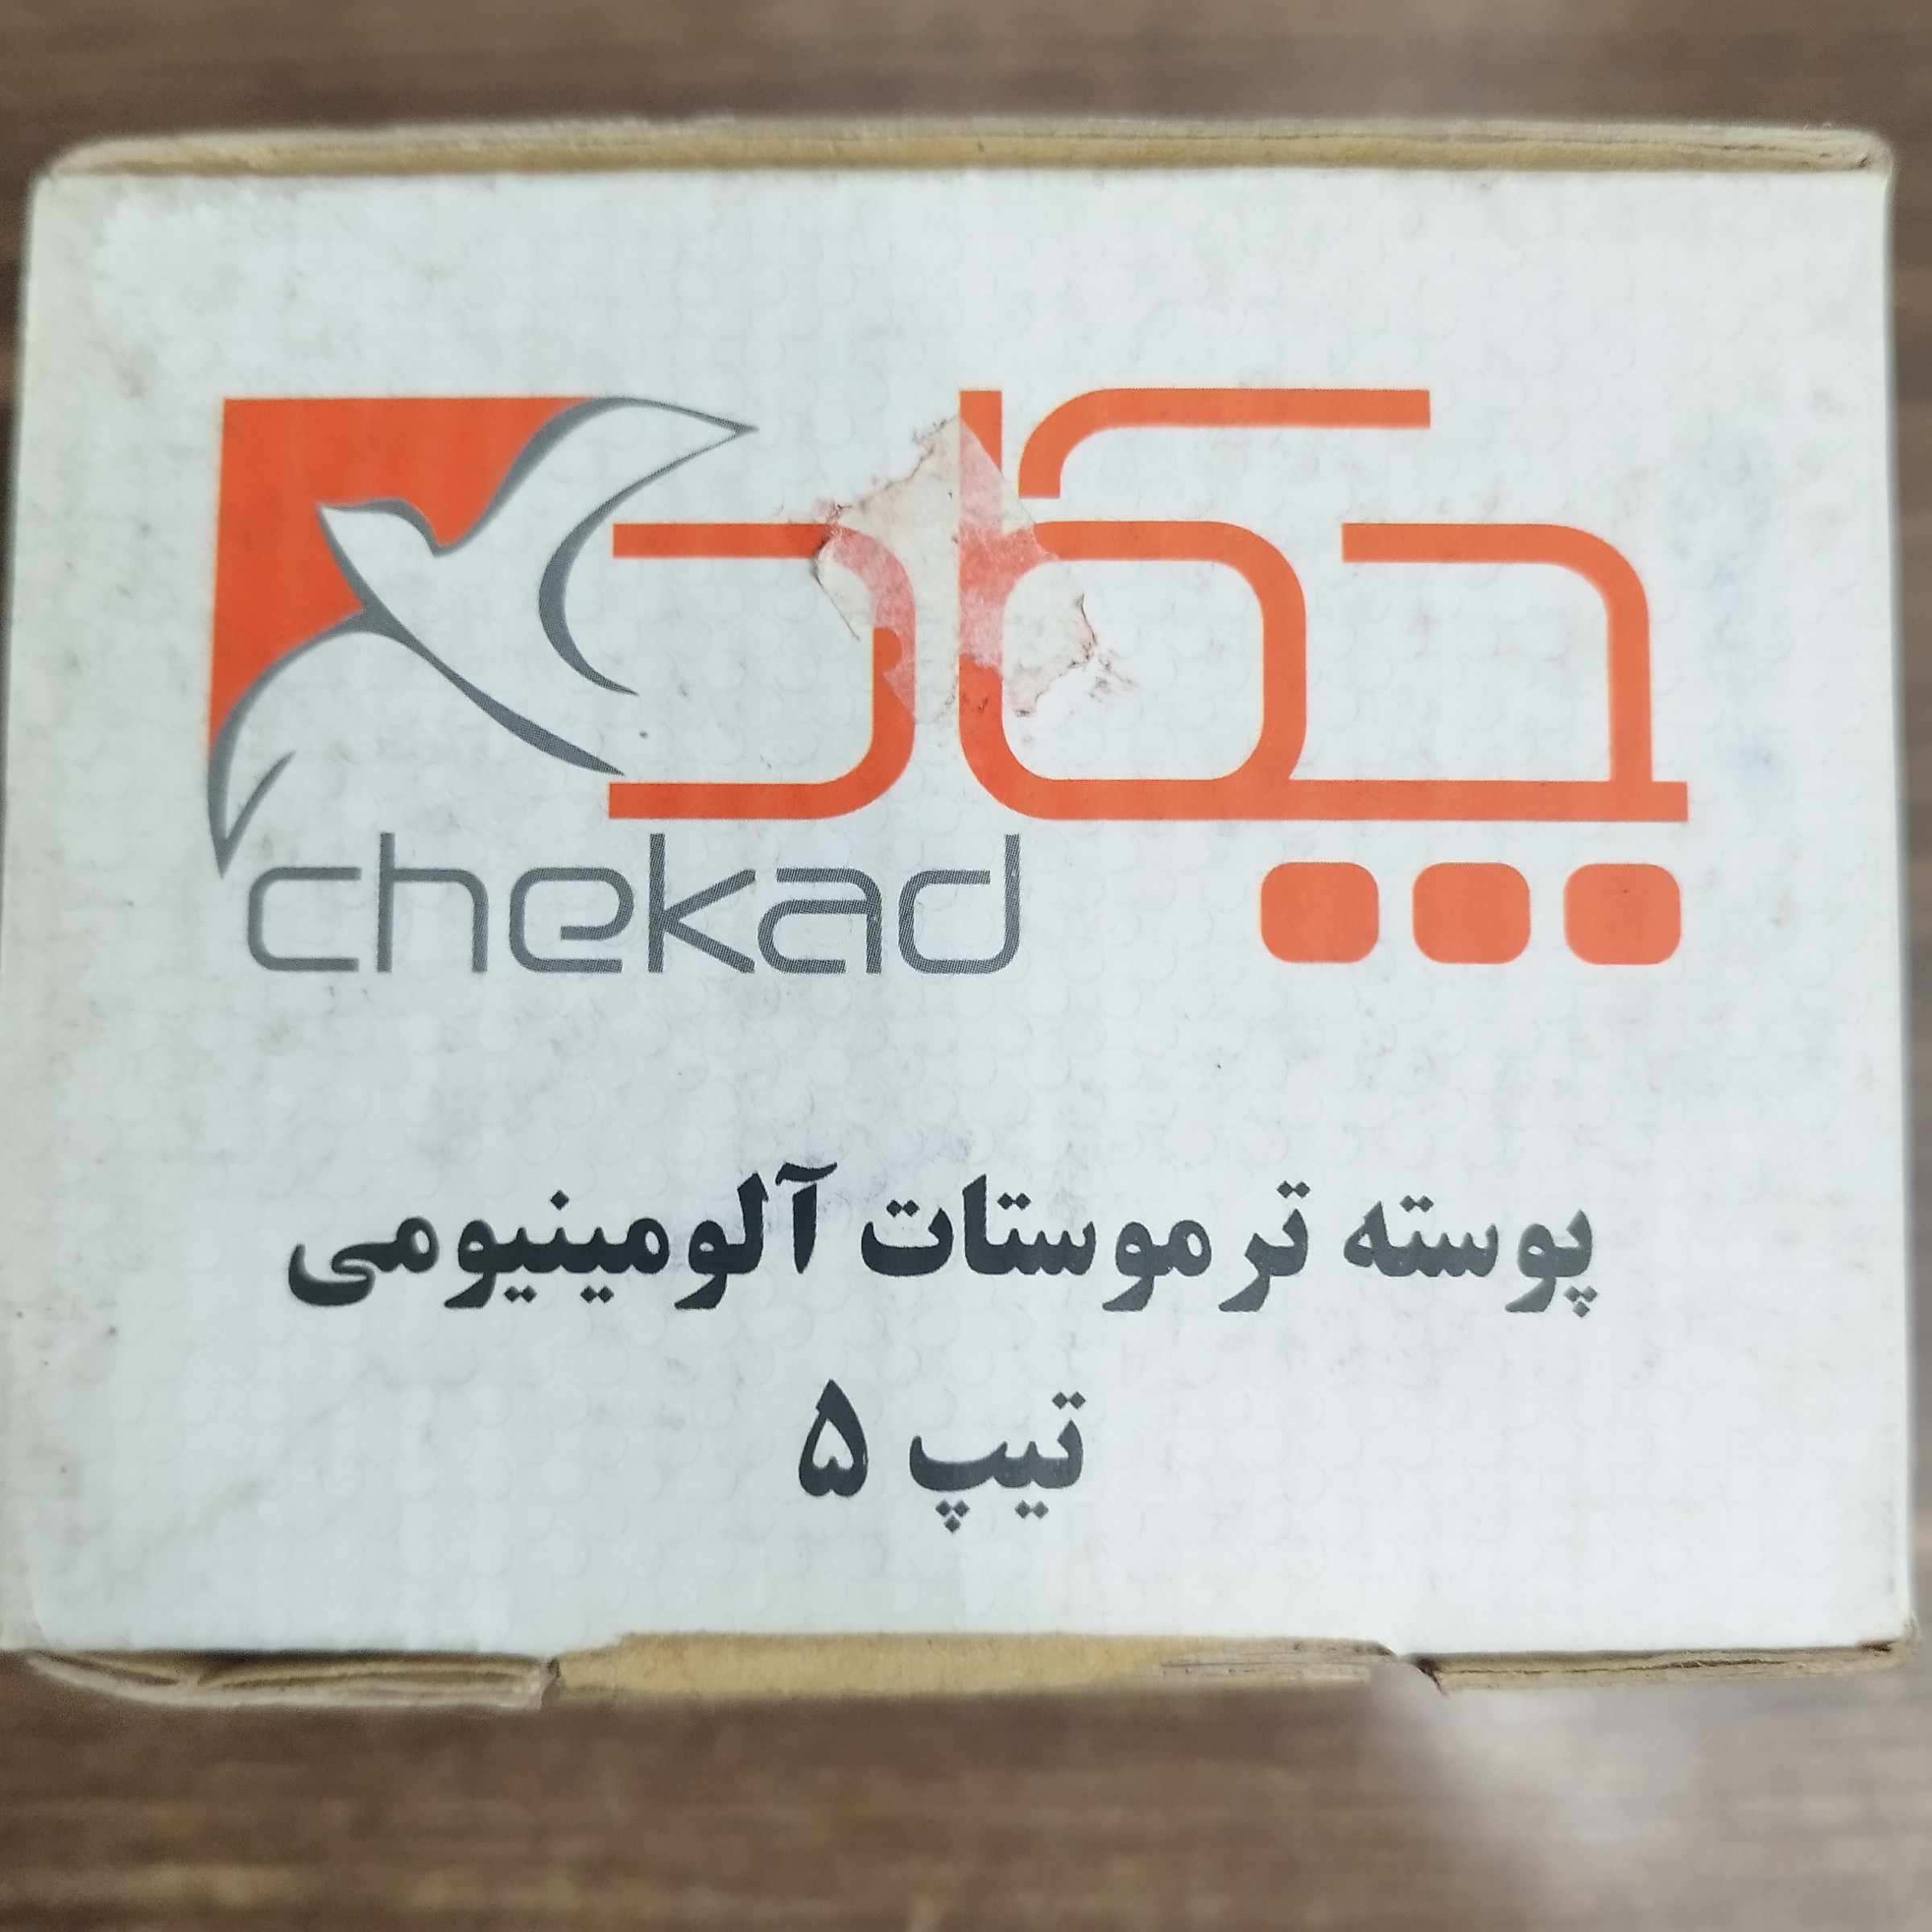 چکاد
chekad
پوسته ترموستات آلومینیومی
تیپ ۵